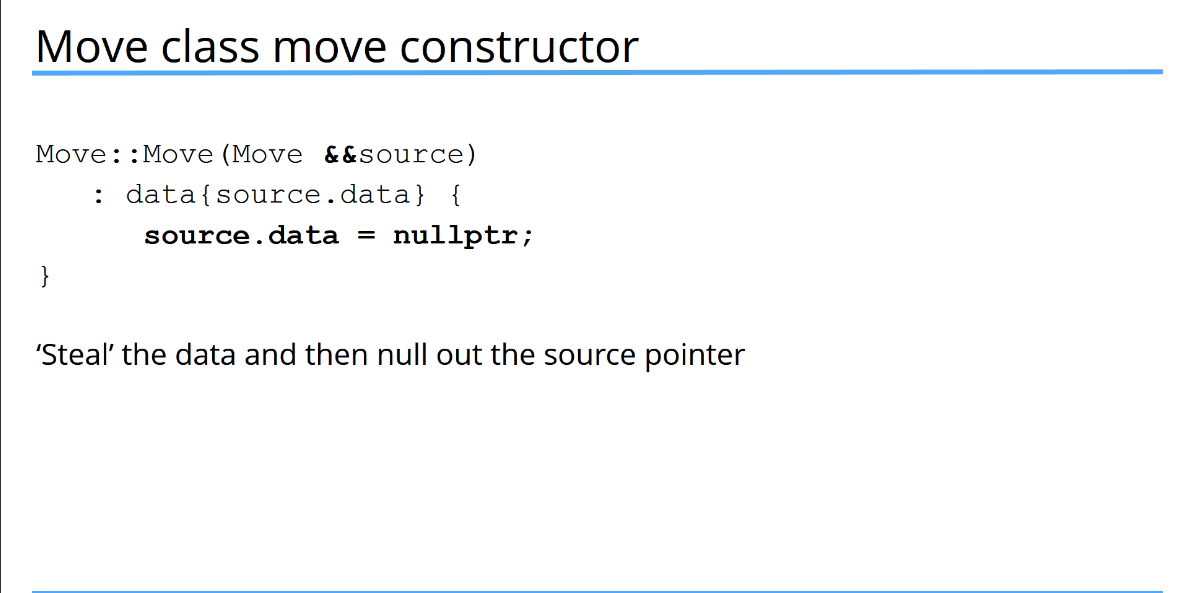 Move class move constructor
Move::Move(Move &&source)
: data{source.data} {
source.data = nullptr;
}
‘Steal’ the data and then null out the source pointer